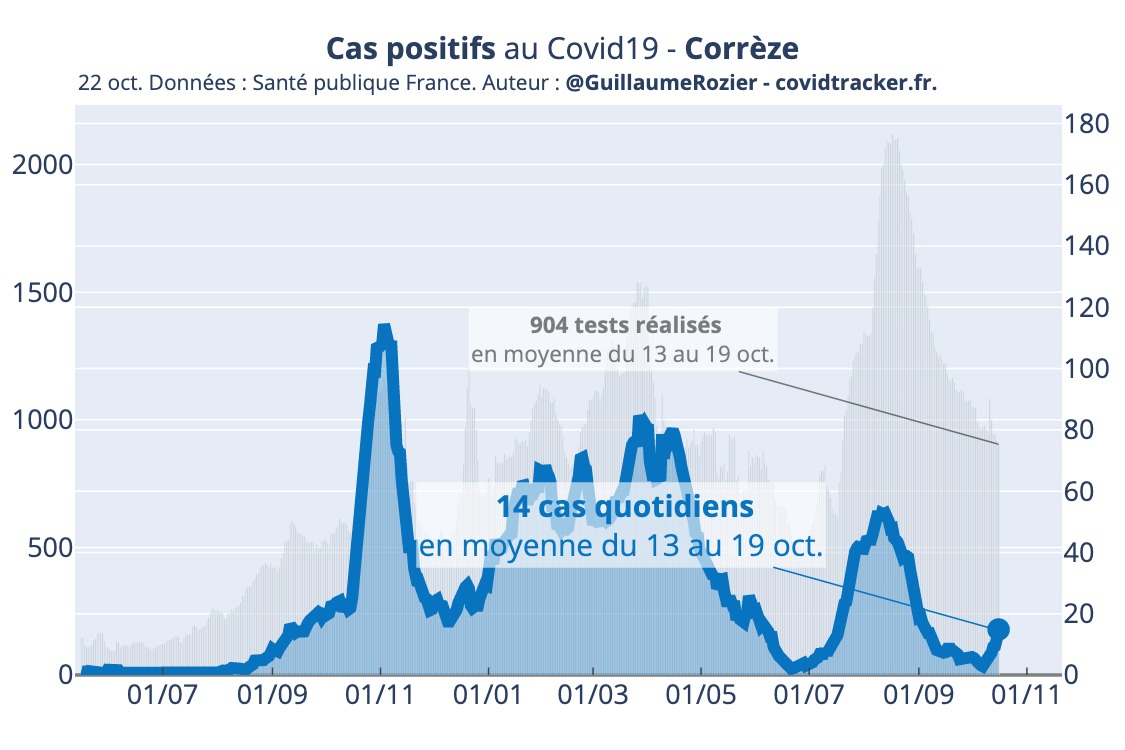 Cas positifs au Covid19 - Corrèze
22 oct. Données : Santé publique France. Auteur : @GuillaumeRozier - covidtracker.fr.
180
2000
160
140
1500
120
904 tests réalisés
en moyenne du 13 au 19 oct.
100
1000
80
60
14 cas quotidiens
500
en moyenne du 13 au 19 oct.
40
20
0
0
01/07 01/09 01/11 01/01 01/03 01/05 01/07 01/09 01/11